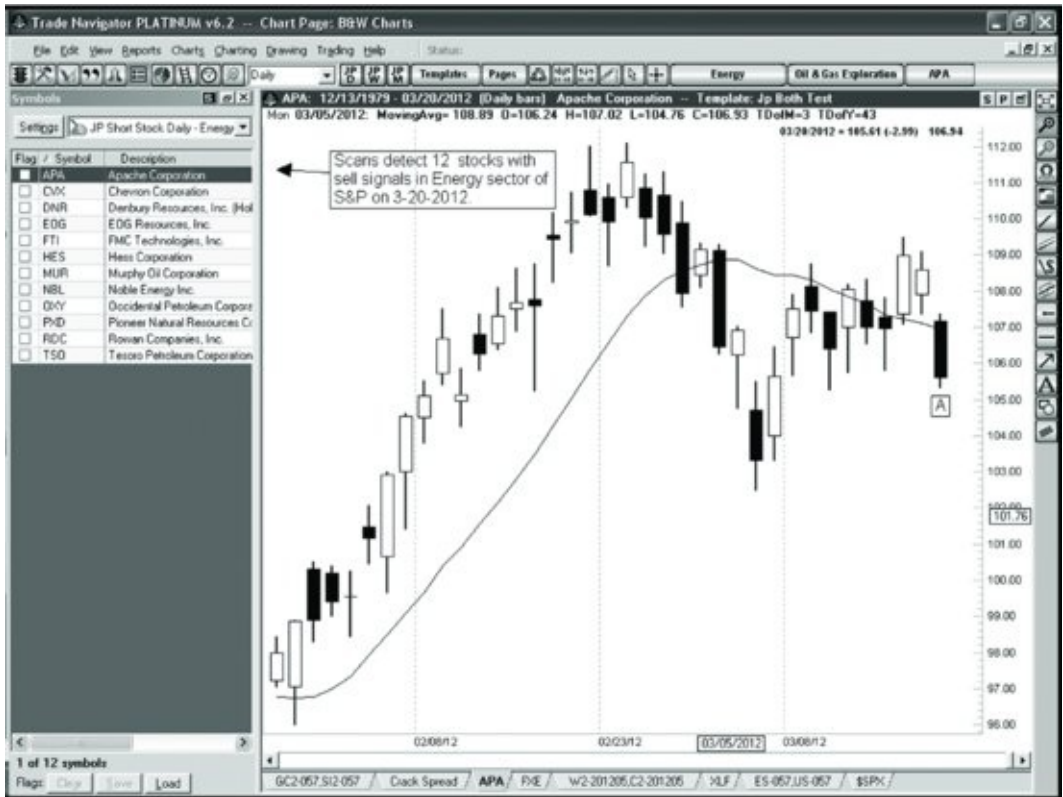 Trade Navigator PLATINUM v6.2 -- Chart Page: B&W Charts
File Edit View Reports Charts Charting Drawing Trading Help Status:
Daily Templates Pages Energy Oil & Gas Exploration APA
Symbols
APA: 12/13/1979 - 03/20/2012 (Daily bars) Apache Corporation -- Template: Jp Both Test
S P
Settings JP Short Stock Daily - Energy
Mon 03/05/2012: MovingAvg= 108.89 O=106.24 H=107.02 L=104.76 C=106.93 TDofM=3 TDofY=43
03/20/2012 = 105.61 (-2.99) 106.94
Flag / Symbol Description
APA Apache Corporation
CVX Chevron Corporation
DNR Denbury Resources, Inc. (Hol
EOG EOG Resources, Inc.
FTI FMC Technologies, Inc.
HES Hess Corporation
MUR Murphy Oil Corporation
NBL Noble Energy Inc.
OXY Occidental Petroleum Corpora
PXD Pioneer Natural Resources Co
RDC Rowan Companies, Inc.
TSO Tesoro Petroleum Corporation
Scans detect 12 stocks with
sell signals in Energy sector of
S&P on 3-20-2012.
112.00
111.00
110.00
109.00
108.00
107.00
106.00
105.00
A
104.00
103.00
102.00
101.76
101.00
100.00
99.00
98.00
97.00
96.00
02/08/12 02/23/12 03/05/2012 03/08/12
1 of 12 symbols
Flags: Clear Save Load
GC2-057,SI2-057 Crack Spread APA FXE W2-201205,C2-201205 XLF ES-057,US-057 $SPX